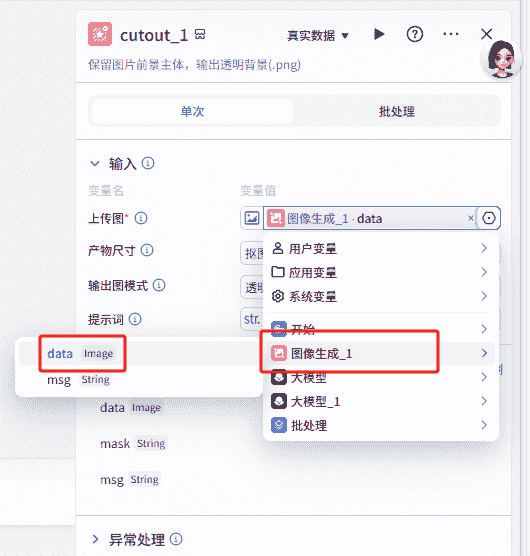 cutout_1
真实数据
保留图片前景主体，输出透明背景(.png)
单次 批处理
输入
变量名 变量值
上传图* 图像生成_1 · data ×
产物尺寸 抠图
输出图模式 透明
提示词 str.
用户变量
应用变量
系统变量
开始
图像生成_1
大模型
大模型_1
批处理
data Image
msg String
data Image
mask String
msg String
异常处理